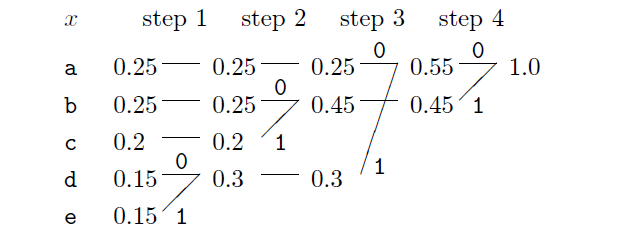 x step 1 step 2 step 3 step 4
0 0
a 0.25 0.25 0.25 0.55 1.0
0
b 0.25 0.25 0.45 0.45 1
c 0.2 0.2 1
0 1
d 0.15 0.3 0.3
e 0.15 1